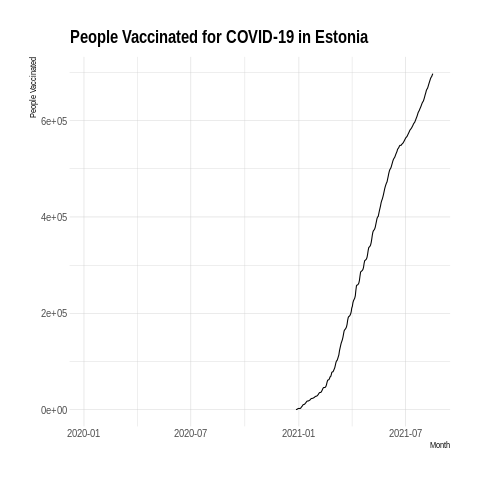 People Vaccinated for COVID-19 in Estonia
People Vaccinated
6e+05
4e+05
2e+05
0e+00
2020-01 2020-07 2021-01 2021-07
Month